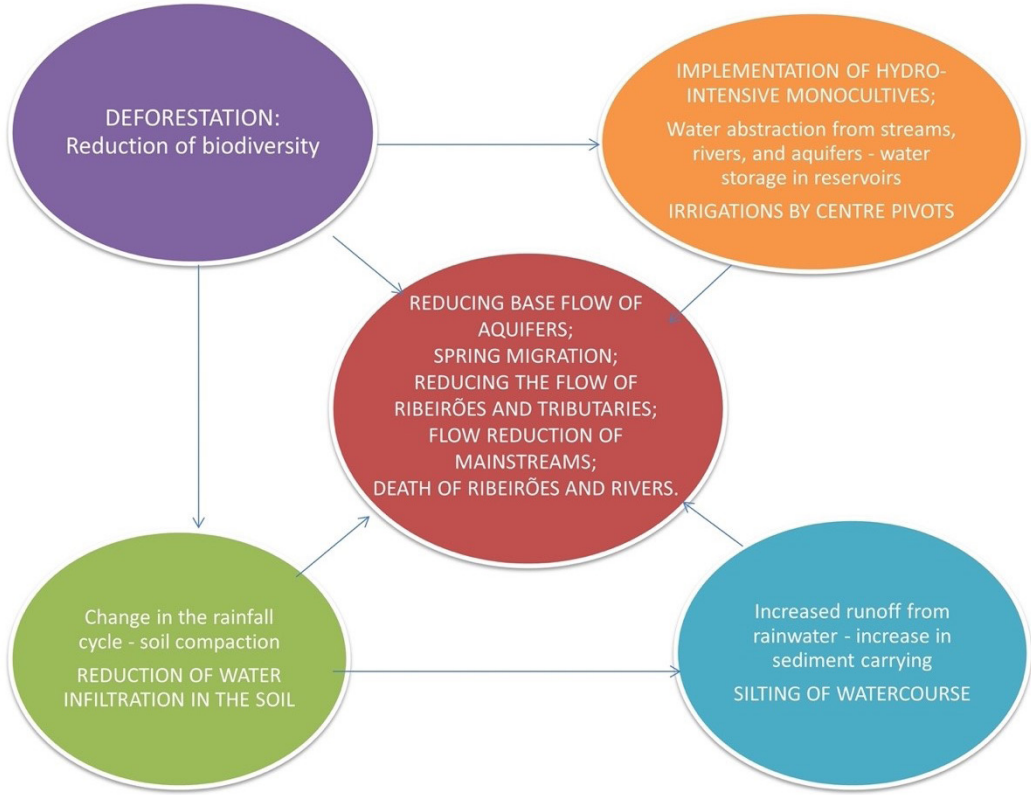 DEFORESTATION:
Reduction of biodiversity
IMPLEMENTATION OF HYDRO-
INTENSIVE MONOCULTIVES;
Water abstraction from streams,
rivers, and aquifers - water
storage in reservoirs
IRRIGATIONS BY CENTRE PIVOTS
REDUCING BASE FLOW OF
AQUIFERS;
SPRING MIGRATION;
REDUCING THE FLOW OF
RIBEIRÕES AND TRIBUTARIES;
FLOW REDUCTION OF
MAINSTREAMS;
DEATH OF RIBEIRÕES AND RIVERS.
Change in the rainfall
cycle - soil compaction
REDUCTION OF WATER
INFILTRATION IN THE SOIL
Increased runoff from
rainwater - increase in
sediment carrying
SILTING OF WATERCOURSE